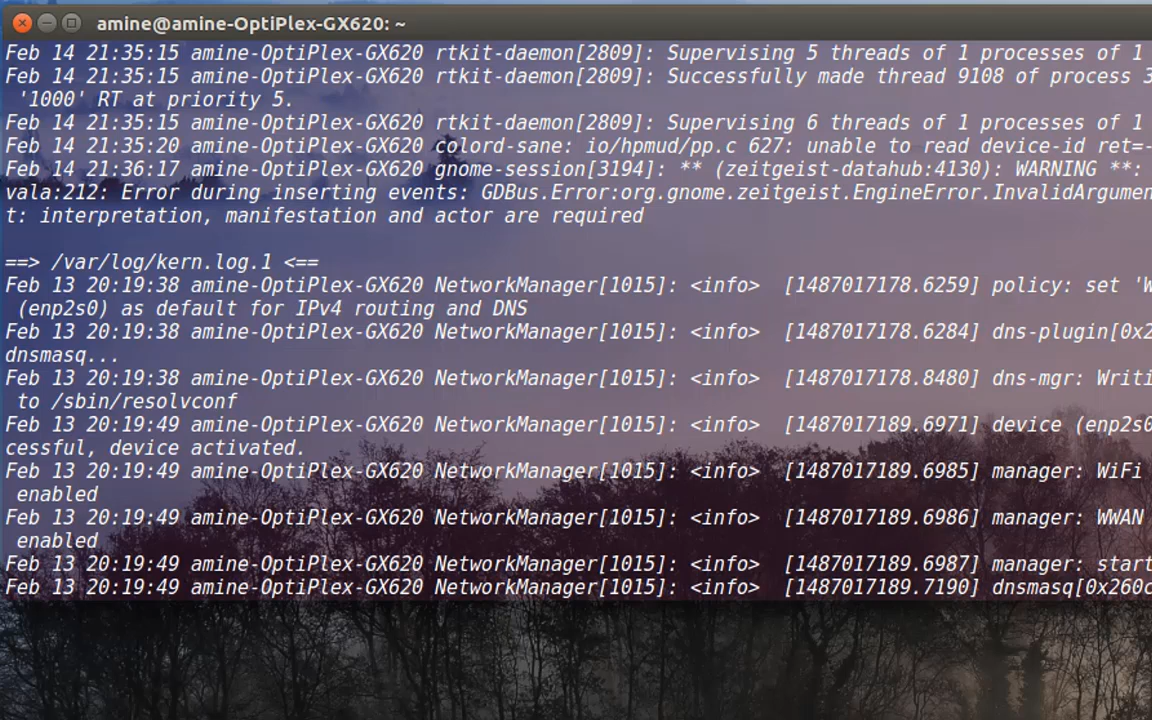 amine@amine-OptiPlex-GX620: ~
Feb 14 21:35:15 amine-OptiPlex-GX620 rtkit-daemon[2809]: Supervising 5 threads of 1 processes of 1
Feb 14 21:35:15 amine-OptiPlex-GX620 rtkit-daemon[2809]: Successfully made thread 9108 of process 3
'1000' RT at priority 5.
Feb 14 21:35:15 amine-OptiPlex-GX620 rtkit-daemon[2809]: Supervising 6 threads of 1 processes of 1
Feb 14 21:35:20 amine-OptiPlex-GX620 colord-sane: io/hpmud/pp.c 627: unable to read device-id ret=-
Feb 14 21:36:17 amine-OptiPlex-GX620 gnome-session[3194]: ** (zeitgeist-datahub:4130): WARNING **:
vala:212: Error during inserting events: GDBus.Error:org.gnome.zeitgeist.EngineError.InvalidArgumen
t: interpretation, manifestation and actor are required
==> /var/log/kern.log.1 <==
Feb 13 20:19:38 amine-OptiPlex-GX620 NetworkManager[1015]: <info>  [1487017178.6259] policy: set 'W
(enp2s0) as default for IPv4 routing and DNS
Feb 13 20:19:38 amine-OptiPlex-GX620 NetworkManager[1015]: <info>  [1487017178.6284] dns-plugin[0x2
dnsmasq...
Feb 13 20:19:38 amine-OptiPlex-GX620 NetworkManager[1015]: <info>  [1487017178.8480] dns-mgr: Writi
to /sbin/resolvconf
Feb 13 20:19:49 amine-OptiPlex-GX620 NetworkManager[1015]: <info>  [1487017189.6971] device (enp2s0
cessful, device activated.
Feb 13 20:19:49 amine-OptiPlex-GX620 NetworkManager[1015]: <info>  [1487017189.6985] manager: WiFi
enabled
Feb 13 20:19:49 amine-OptiPlex-GX620 NetworkManager[1015]: <info>  [1487017189.6986] manager: WWAN
enabled
Feb 13 20:19:49 amine-OptiPlex-GX620 NetworkManager[1015]: <info>  [1487017189.6987] manager: start
Feb 13 20:19:49 amine-OptiPlex-GX620 NetworkManager[1015]: <info>  [1487017189.7190] dnsmasq[0x260c